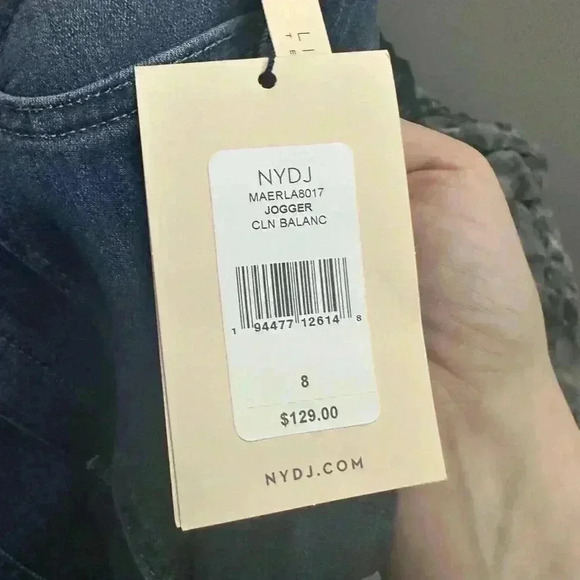 NYDJ
MAERLA8017
JOGGER
CLN BALANC
1 94477 12614 8
8
$129.00
NYDJ.COM